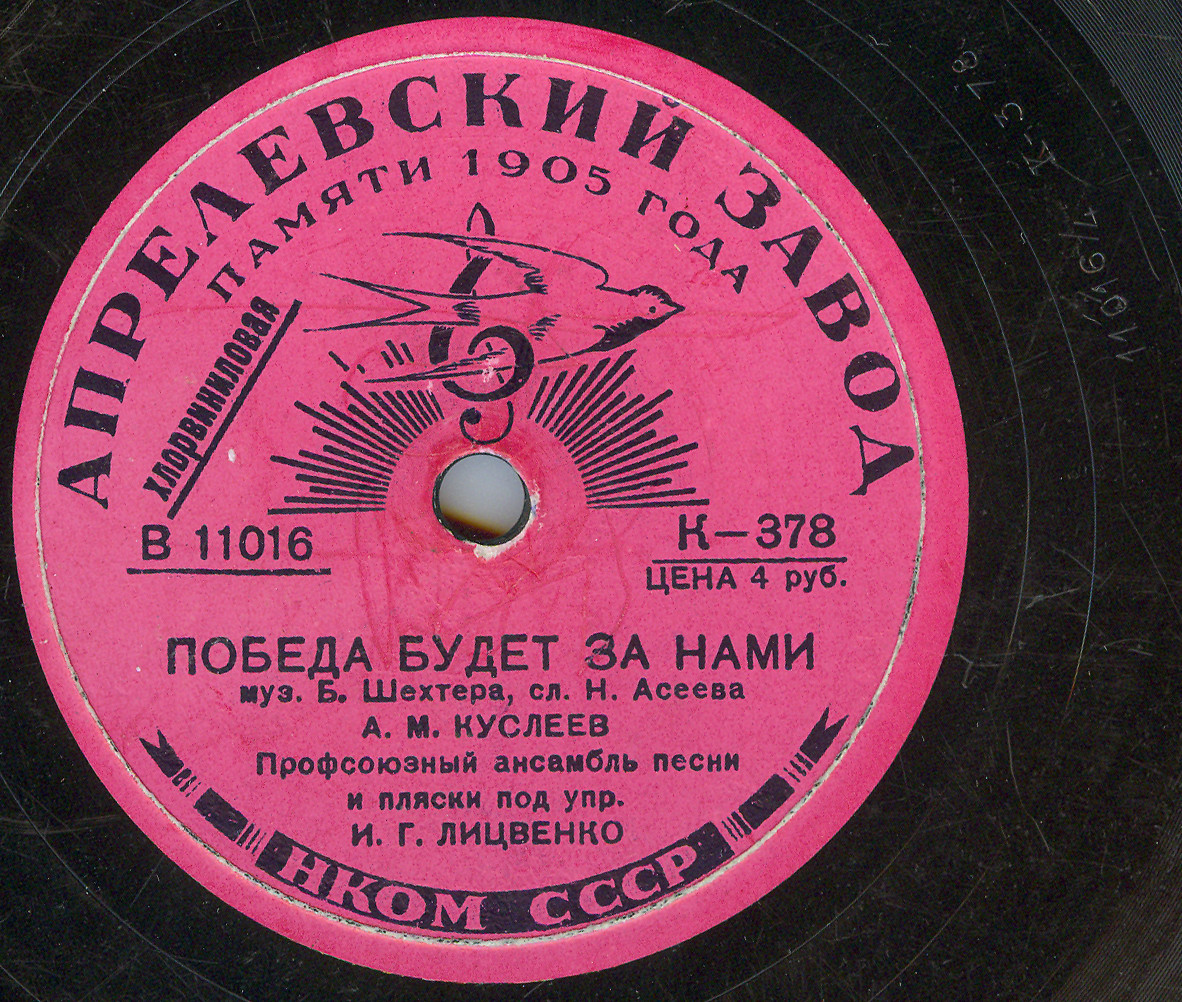 АПРЕЛЕВСКИЙ ЗАВОД
ПАМЯТИ 1905 ГОДА
ХЛОРВИНИЛОВАЯ
В 11016
К—378
ЦЕНА 4 руб.
ПОБЕДА БУДЕТ ЗА НАМИ
муз. Б. Шехтера, сл. Н. Асеева
А. М. КУСЛЕЕВ
Профсоюзный ансамбль песни
и пляски под упр.
И. Г. ЛИЦВЕНКО
НКОМ СССР
К-378